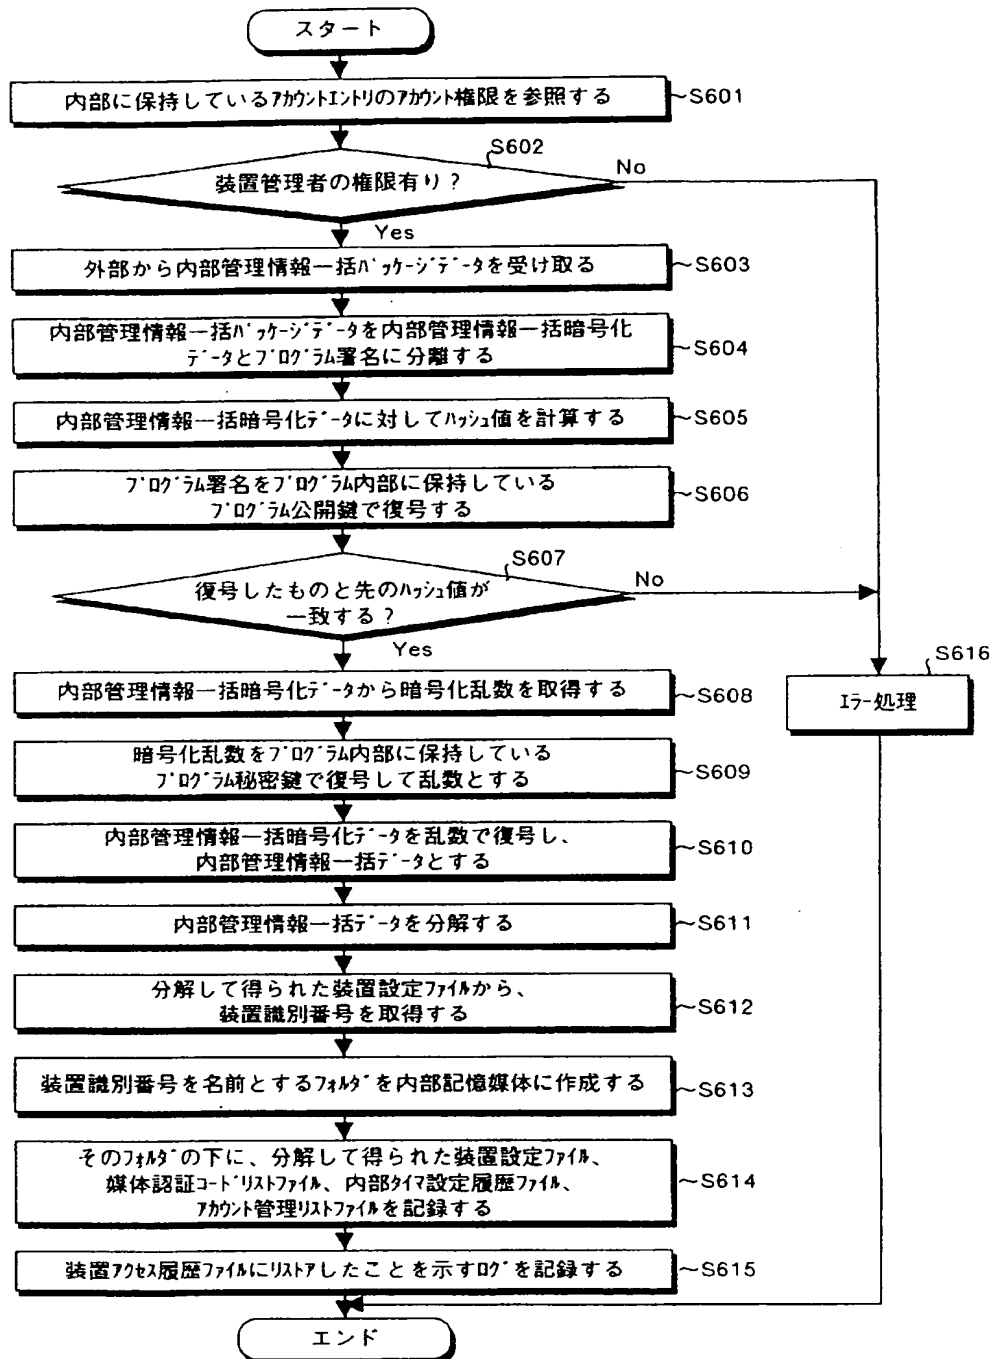 スタート
内部に保持しているアカウントエントリのアカウント権限を参照する
S601
S602
装置管理者の権限有り？
No
Yes
外部から内部管理情報一括パッケージデータを受け取る
S603
内部管理情報一括パッケージデータを内部管理情報一括暗号化
データとプログラム署名に分離する
S604
内部管理情報一括暗号化データに対してハッシュ値を計算する
S605
プログラム署名をプログラム内部に保持している
プログラム公開鍵で復号する
S606
S607
復号したものと先のハッシュ値が
一致する？
No
Yes
内部管理情報一括暗号化データから暗号化乱数を取得する
S608
S616
エラー処理
暗号化乱数をプログラム内部に保持している
プログラム秘密鍵で復号して乱数とする
S609
内部管理情報一括暗号化データを乱数で復号し、
内部管理情報一括データとする
S610
内部管理情報一括データを分解する
S611
分解して得られた装置設定ファイルから、
装置識別番号を取得する
S612
装置識別番号を名前とするフォルダを内部記憶媒体に作成する
S613
そのフォルダの下に、分解して得られた装置設定ファイル、
媒体認証コードリストファイル、内部タイマ設定履歴ファイル、
アカウント管理リストファイルを記録する
S614
装置アクセス履歴ファイルにリストアしたことを示すログを記録する
S615
エンド